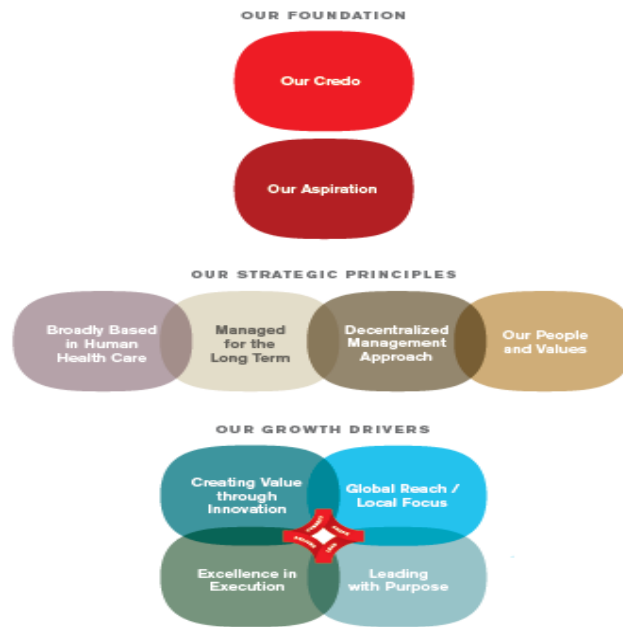 OUR FOUNDATION
Our Credo
Our Aspiration
OUR STRATEGIC PRINCIPLES
Broadly Based
in Human
Health Care
Managed
for the
Long Term
Decentralized
Management
Approach
Our People
and Values
OUR GROWTH DRIVERS
Creating Value
through
Innovation
Global Reach /
Local Focus
Excellence in
Execution
Leading
with Purpose